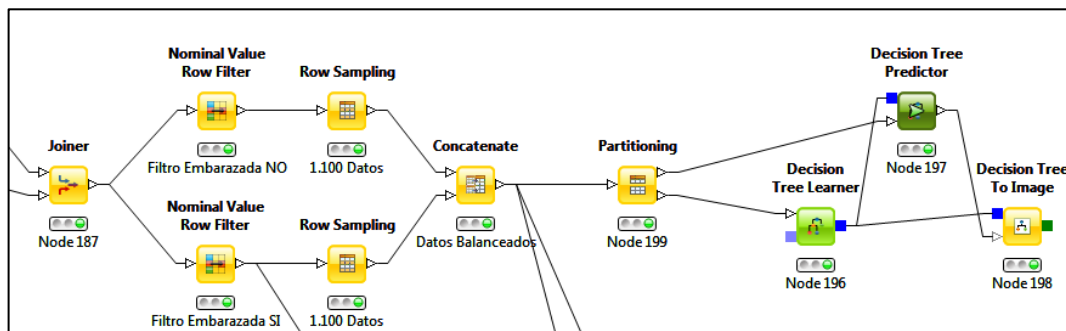 Nominal Value
Row Filter
Row Sampling
Filtro Embarazada NO
1.100 Datos
Joiner
Node 187
Nominal Value
Row Filter
Row Sampling
Filtro Embarazada SI
1.100 Datos
Concatenate
Datos Balanceados
Partitioning
Node 199
Decision Tree
Predictor
Node 197
Decision
Tree Learner
Node 196
Decision Tree
To Image
Node 198